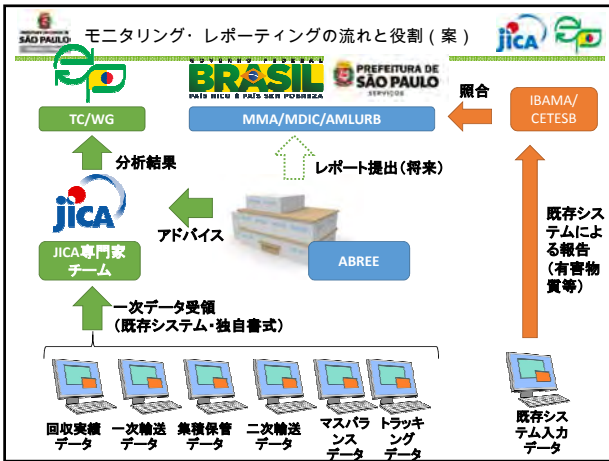 PREFEITURA DE
SÃO PAULO
モニタリング・レポーティングの流れと役割(案)
jICA
GOVERNO FEDERAL
BRASIL
PAÍS RICO É PAÍS SEM POBREZA
PREFEITURA DE
SÃO PAULO
SERVIÇOS
照合
IBAMA/
CETESB
TC/WG
MMA/MDIC/AMLURB
分析結果
レポート提出(将来)
jICA
アドバイス
既存シス
テムによ
る報告
(有害物
質等)
JICA専門家
チーム
ABREE
一次データ受領
(既存システム・独自書式)
回収実績
データ
一次輸送
データ
集積保管
データ
二次輸送
データ
マスバラ
ンスデー
タ
トラッキ
ングデー
タ
既存シス
テム入力
データ